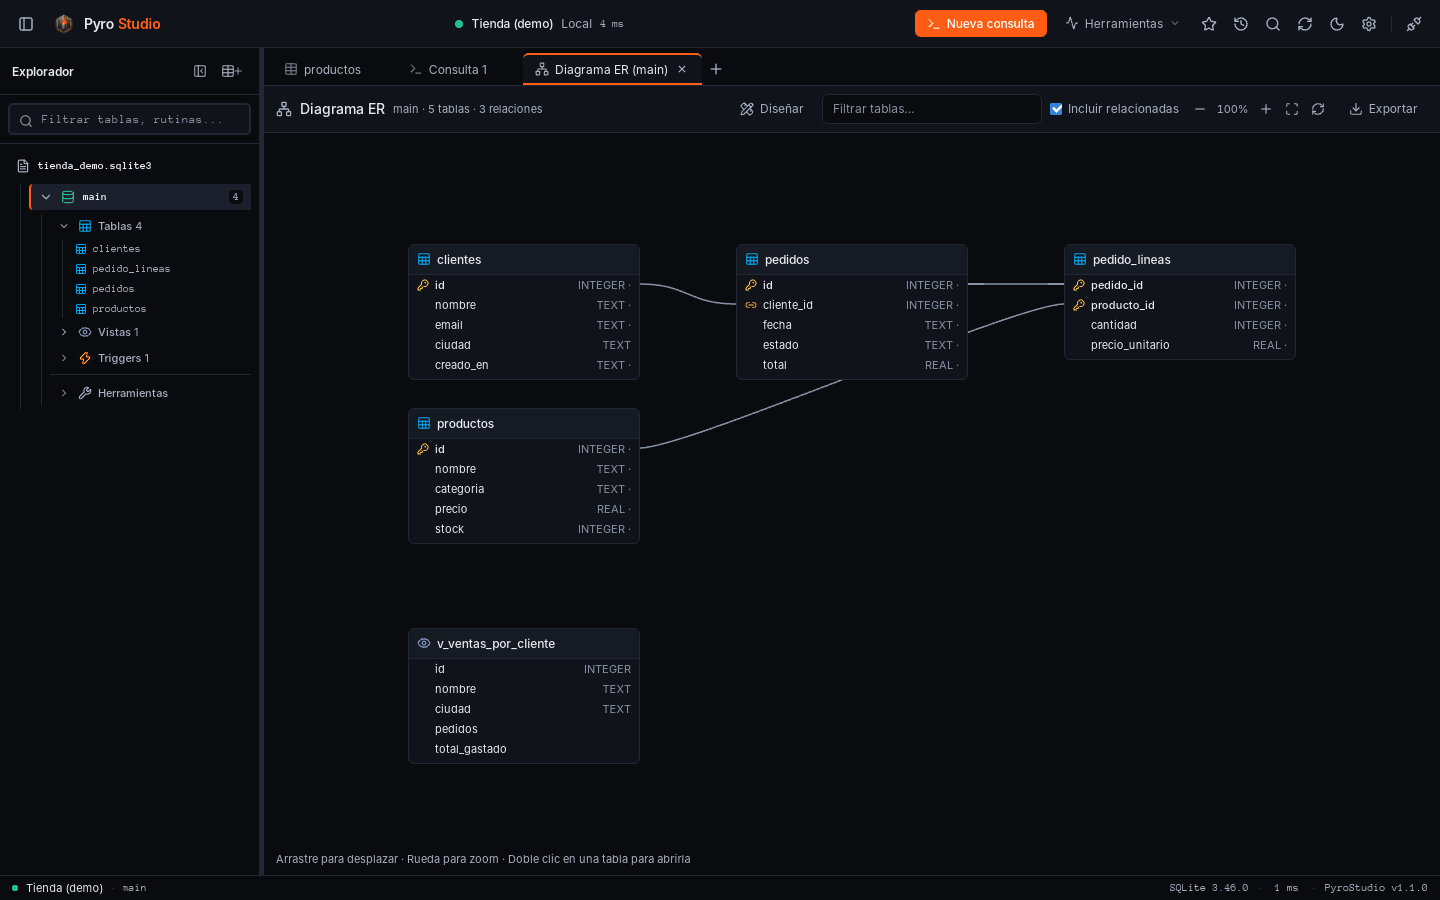 Pyro Studio
Tienda (demo) Local 4 ms
Nueva consulta
Herramientas
Explorador
productos
Consulta 1
Diagrama ER (main)
Diagrama ER main · 5 tablas · 3 relaciones
Diseñar
Filtrar tablas...
Incluir relacionadas
100%
Exportar
Filtrar tablas, rutinas...
tienda_demo.sqlite3
main 4
Tablas 4
clientes
pedido_lineas
pedidos
productos
Vistas 1
Triggers 1
Herramientas
clientes
id INTEGER ·
nombre TEXT ·
email TEXT ·
ciudad TEXT
creado_en TEXT ·
pedidos
id INTEGER ·
cliente_id INTEGER ·
fecha TEXT ·
estado TEXT ·
total REAL ·
pedido_lineas
pedido_id INTEGER ·
producto_id INTEGER ·
cantidad INTEGER ·
precio_unitario REAL ·
productos
id INTEGER ·
nombre TEXT ·
categoria TEXT ·
precio REAL ·
stock INTEGER ·
v_ventas_por_cliente
id INTEGER
nombre TEXT
ciudad TEXT
pedidos
total_gastado
Arrastre para desplazar · Rueda para zoom · Doble clic en una tabla para abrirla
Tienda (demo) · main
SQLite 3.46.0 · 1 ms · PyroStudio v1.1.0